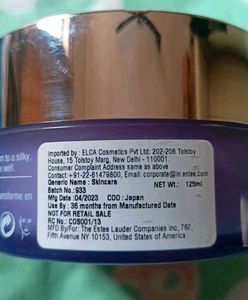 Imported by : ELCA Cosmetics Pvt Ltd: 202-206 Tolstoy
House, 15 Tolstoy Marg, New Delhi - 110001.
Consumer Complaint Address same as above
Contact: +91-22-61479800, Email: corporate@in.estee.com
Generic Name : Skincare
Batch No.: 933
NET WT.: 125ml
Mfg Date: :04/2023 COO : Japan
Use By : 36 months from Manufactured Date
NOT FOR RETAIL SALE
RC No.: COS001/13
MFD By/For: The Estee Lauder Companies inc, 767,
Fifth Avenue NY 10153, United States of America
m to a silky,
well.
ansforme en